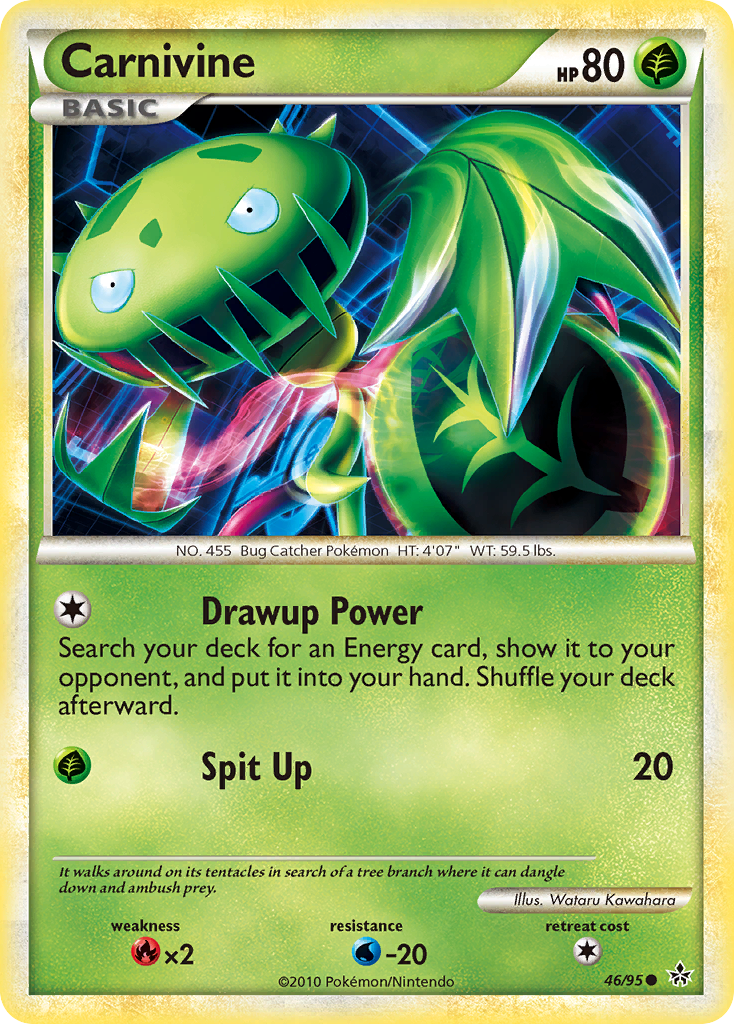 Carnivine
HP 80
BASIC
NO. 455 Bug Catcher Pokémon HT: 4'07" WT: 59.5 lbs.
Drawup Power
Search your deck for an Energy card, show it to your
opponent, and put it into your hand. Shuffle your deck
afterward.
Spit Up 20
It walks around on its tentacles in search of a tree branch where it can dangle
down and ambush prey.
Illus. Wataru Kawahara
weakness resistance retreat cost
×2 -20
©2010 Pokémon/Nintendo 46/95